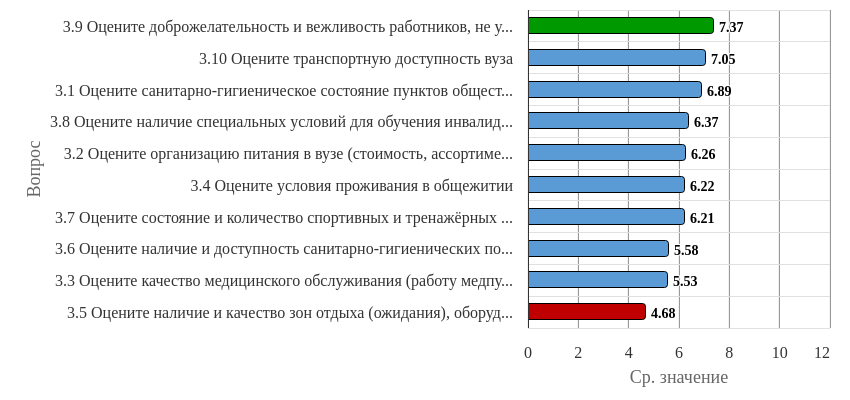 3.9 Оцените доброжелательность и вежливость работников, не у... 7.37
3.10 Оцените транспортную доступность вуза 7.05
3.1 Оцените санитарно-гигиеническое состояние пунктов общест... 6.89
3.8 Оцените наличие специальных условий для обучения инвалид... 6.37
3.2 Оцените организацию питания в вузе (стоимость, ассортиме... 6.26
3.4 Оцените условия проживания в общежитии 6.22
3.7 Оцените состояние и количество спортивных и тренажёрных ... 6.21
3.6 Оцените наличие и доступность санитарно-гигиенических по... 5.58
3.3 Оцените качество медицинского обслуживания (работу медпу... 5.53
3.5 Оцените наличие и качество зон отдыха (ожидания), оборуд... 4.68
Вопрос
0 2 4 6 8 10 12
Ср. значение